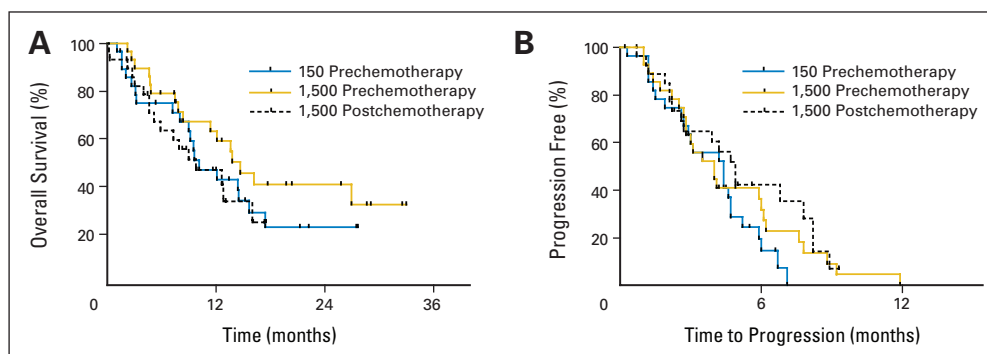 A
100
80
60
40
20
0
12
24
36
Overall Survival (%)
Time (months)
150 Prechemotherapy
1,500 Prechemotherapy
1,500 Postchemotherapy
B
100
80
60
40
20
0
6
12
Progression Free (%)
Time to Progression (months)
150 Prechemotherapy
1,500 Prechemotherapy
1,500 Postchemotherapy